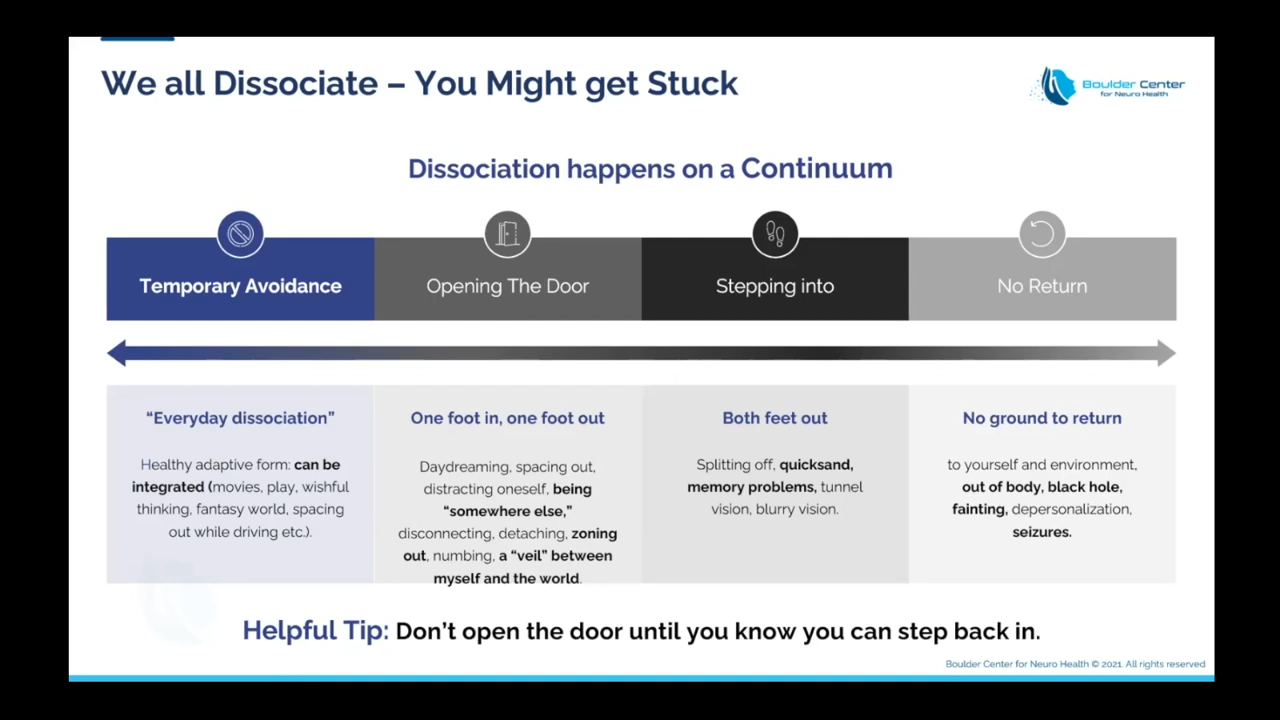 We all Dissociate – You Might get Stuck
Boulder Center
for Neuro Health
Dissociation happens on a Continuum
Temporary Avoidance
Opening The Door
Stepping into
No Return
“Everyday dissociation”
Healthy adaptive form: can be
integrated (movies, play, wishful
thinking, fantasy world, spacing
out while driving etc.).
One foot in, one foot out
Daydreaming, spacing out,
distracting oneself, being
“somewhere else,”
disconnecting, detaching, zoning
out, numbing, a “veil” between
myself and the world.
Both feet out
Splitting off, quicksand,
memory problems, tunnel
vision, blurry vision.
No ground to return
to yourself and environment,
out of body, black hole,
fainting, depersonalization,
seizures.
Helpful Tip: Don’t open the door until you know you can step back in.
Boulder Center for Neuro Health © 2021. All rights reserved